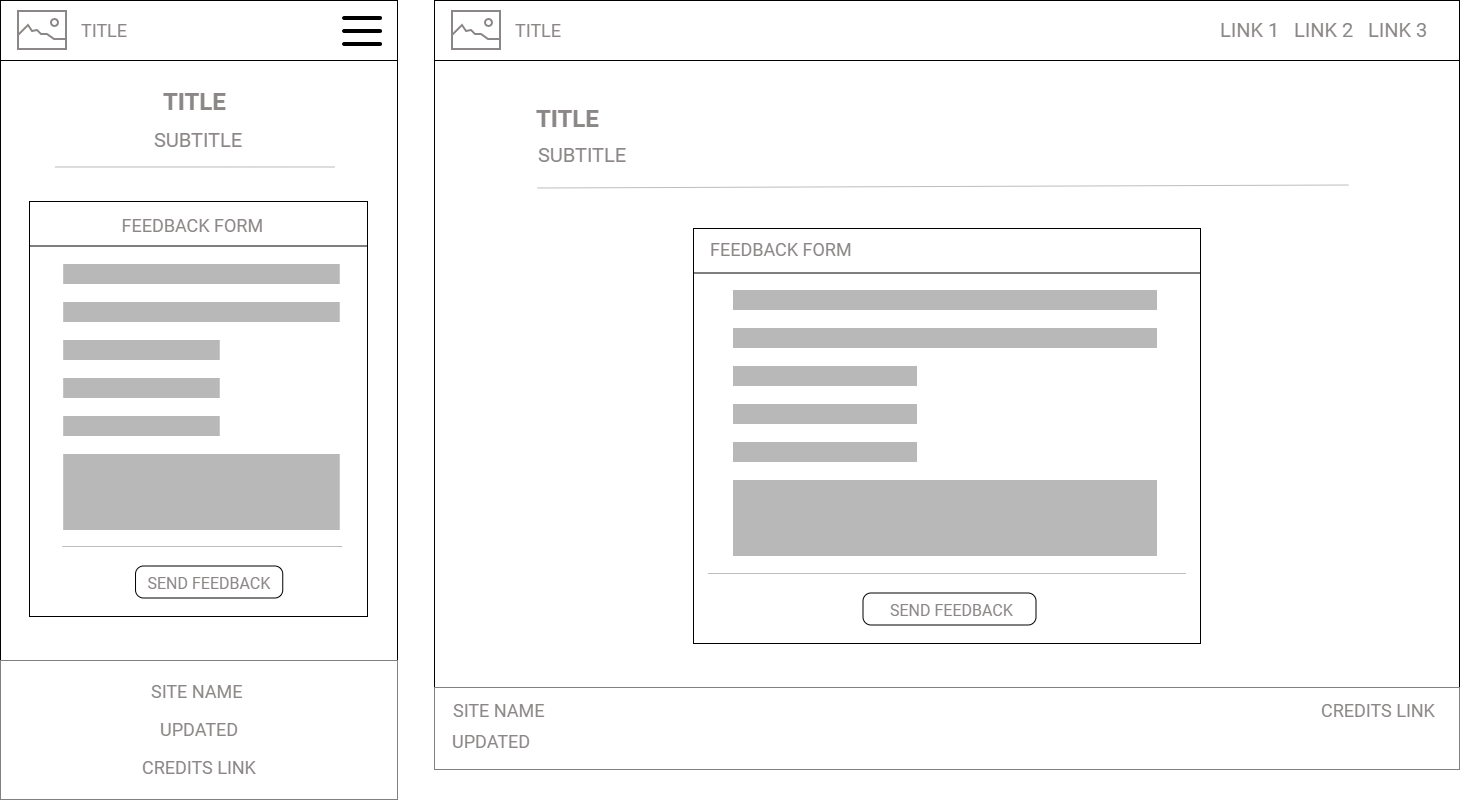 TITLE
TITLE
SUBTITLE
FEEDBACK FORM
SEND FEEDBACK
SITE NAME
UPDATED
CREDITS LINK
TITLE LINK 1 LINK 2 LINK 3
TITLE
SUBTITLE
FEEDBACK FORM
SEND FEEDBACK
SITE NAME CREDITS LINK
UPDATED